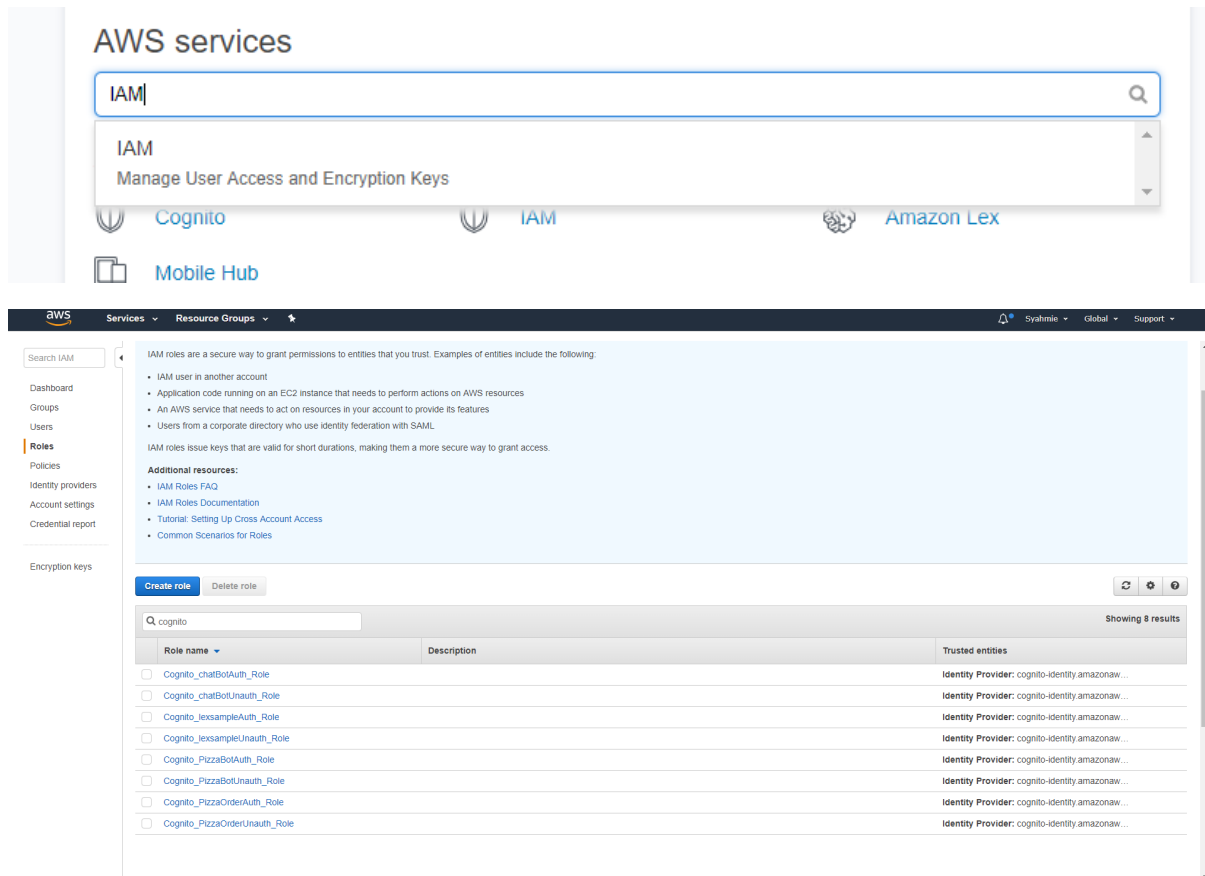 AWS services
IAM
IAM
Manage User Access and Encryption Keys
Cognito IAM Amazon Lex
Mobile Hub
aws Services Resource Groups Syahmie Global Support
Search IAM
Dashboard
Groups
Users
Roles
Policies
Identity providers
Account settings
Credential report
Encryption keys
IAM roles are a secure way to grant permissions to entities that you trust. Examples of entities include the following:
• IAM user in another account
• Application code running on an EC2 instance that needs to perform actions on AWS resources
• An AWS service that needs to act on resources in your account to provide its features
• Users from a corporate directory who use identity federation with SAML
IAM roles issue keys that are valid for short durations, making them a more secure way to grant access.
Additional resources:
• IAM Roles FAQ
• IAM Roles Documentation
• Tutorial: Setting Up Cross Account Access
• Common Scenarios for Roles
Create role Delete role
cognito Showing 8 results
Role name Description Trusted entities
Cognito_chatBotAuth_Role Identity Provider: cognito-identity.amazonaw...
Cognito_chatBotUnauth_Role Identity Provider: cognito-identity.amazonaw...
Cognito_lexsampleAuth_Role Identity Provider: cognito-identity.amazonaw...
Cognito_lexsampleUnauth_Role Identity Provider: cognito-identity.amazonaw...
Cognito_PizzaBotAuth_Role Identity Provider: cognito-identity.amazonaw...
Cognito_PizzaBotUnauth_Role Identity Provider: cognito-identity.amazonaw...
Cognito_PizzaOrderAuth_Role Identity Provider: cognito-identity.amazonaw...
Cognito_PizzaOrderUnauth_Role Identity Provider: cognito-identity.amazonaw...